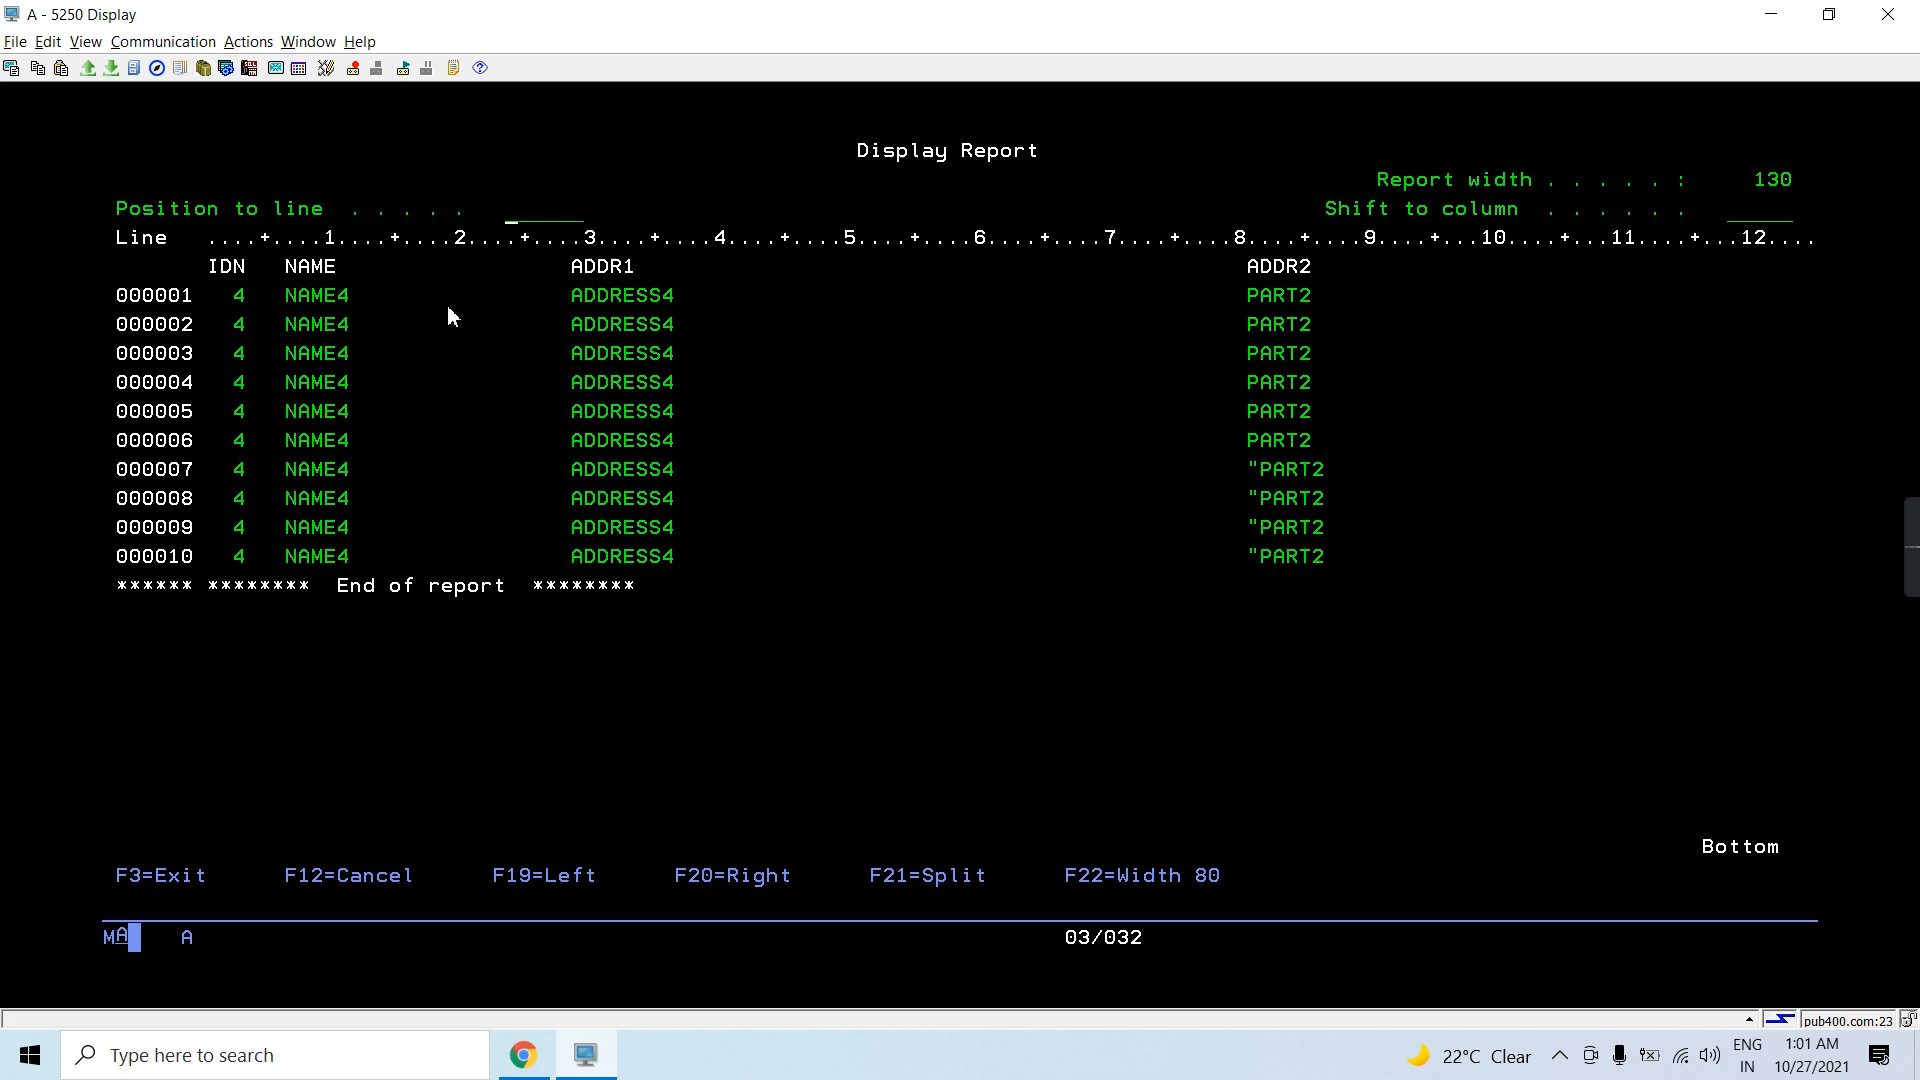 A - 5250 Display
File Edit View Communication Actions Window Help
Display Report
Report width . . . . . : 130
Position to line . . . . . Shift to column . . . . . .
Line ....+....1....+....2....+....3....+....4....+....5....+....6....+....7....+....8....+....9....+...10....+...11....+...12....
IDN NAME ADDR1 ADDR2
000001 4 NAME4 ADDRESS4 PART2
000002 4 NAME4 ADDRESS4 PART2
000003 4 NAME4 ADDRESS4 PART2
000004 4 NAME4 ADDRESS4 PART2
000005 4 NAME4 ADDRESS4 PART2
000006 4 NAME4 ADDRESS4 PART2
000007 4 NAME4 ADDRESS4 "PART2
000008 4 NAME4 ADDRESS4 "PART2
000009 4 NAME4 ADDRESS4 "PART2
000010 4 NAME4 ADDRESS4 "PART2
****** ******** End of report ********
Bottom
F3=Exit F12=Cancel F19=Left F20=Right F21=Split F22=Width 80
MA A 03/032
pub400.com:23
Type here to search 22°C Clear ENG 1:01 AM
IN 10/27/2021